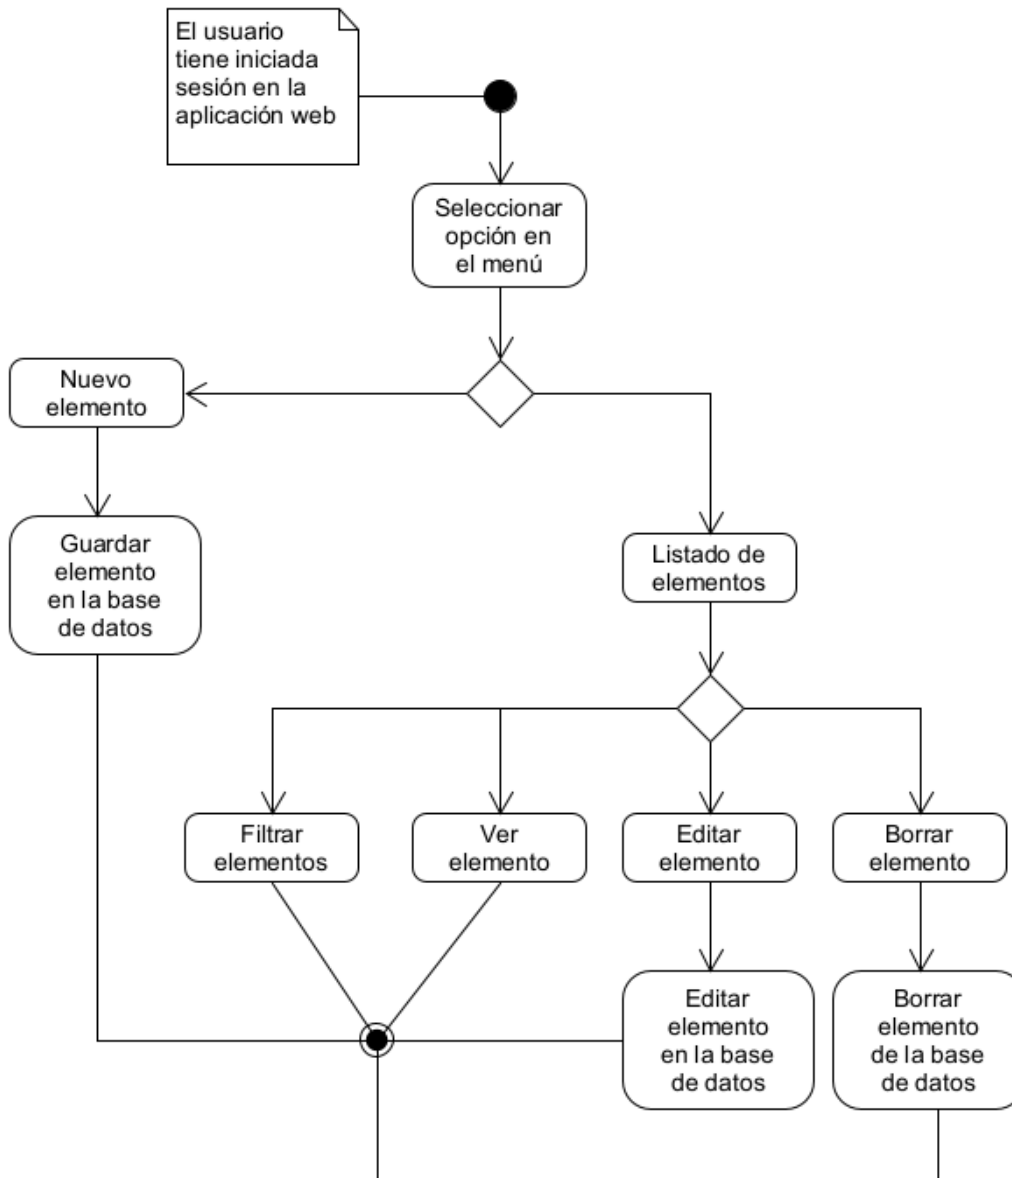 El usuario
tiene iniciada
sesión en la
aplicación web
Seleccionar
opción en
el menú
Nuevo
elemento
Guardar
elemento
en la base
de datos
Listado de
elementos
Filtrar
elementos
Ver
elemento
Editar
elemento
Borrar
elemento
Editar
elemento
en la base
de datos
Borrar
elemento
de la base
de datos